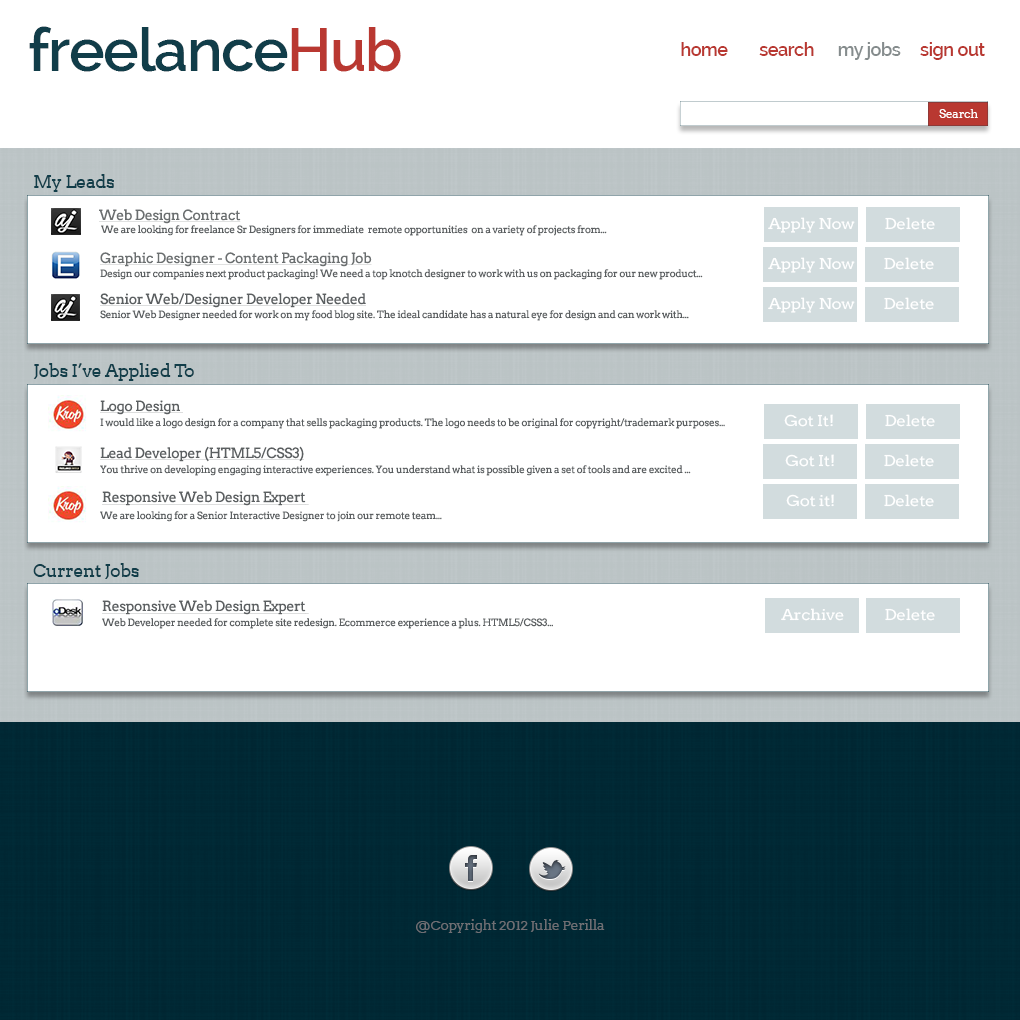 freelanceHub
home search my jobs sign out
Search
My Leads
aj Web Design Contract Apply Now Delete
We are looking for freelance Sr Designers for immediate remote opportunities on a variety of projects from...
E Graphic Designer - Content Packaging Job Apply Now Delete
Design our companies next product packaging! We need a top knotch designer to work with us on packaging for our new product...
aj Senior Web/Designer Developer Needed Apply Now Delete
Senior Web Designer needed for work on my food blog site. The ideal candidate has a natural eye for design and can work with...
Jobs I've Applied To
Krop Logo Design Got It! Delete
I would like a logo design for a company that sells packaging products. The logo needs to be original for copyright/trademark purposes...
Lead Developer (HTML5/CSS3) Got It! Delete
You thrive on developing engaging interactive experiences. You understand what is possible given a set of tools and are excited ...
Krop Responsive Web Design Expert Got it! Delete
We are looking for a Senior Interactive Designer to join our remote team...
Current Jobs
oDesk Responsive Web Design Expert Archive Delete
Web Developer needed for complete site redesign. Ecommerce experience a plus. HTML5/CSS3...
f
@Copyright 2012 Julie Perilla